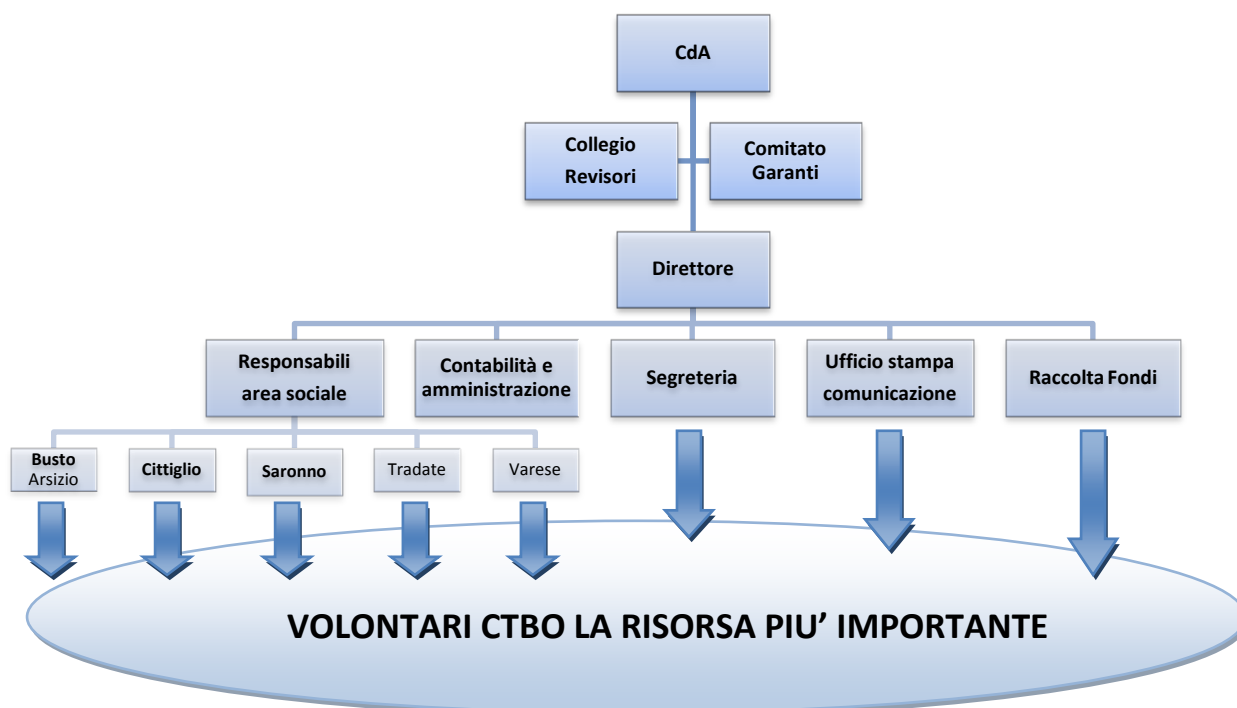 CdA
Collegio
Revisori
Comitato
Garanti
Direttore
Responsabili
area sociale
Contabilità e
amministrazione
Segreteria
Ufficio stampa
comunicazione
Raccolta Fondi
Busto
Arsizio
Cittiglio
Saronno
Tradate
Varese
VOLONTARI CTBO LA RISORSA PIU’ IMPORTANTE